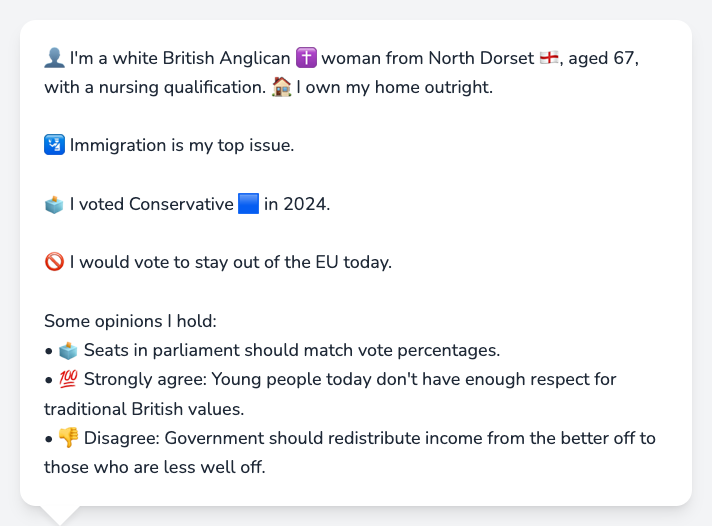 👤 I'm a white British Anglican ✝️ woman from North Dorset 🏴󠁧󠁢󠁥󠁮󠁧󠁿, aged 67,
with a nursing qualification. 🏠 I own my home outright.
🛂 Immigration is my top issue.
🗳️ I voted Conservative 🟦 in 2024.
🚫 I would vote to stay out of the EU today.
Some opinions I hold:
• 🗳️ Seats in parliament should match vote percentages.
• 💯 Strongly agree: Young people today don't have enough respect for
traditional British values.
• 👎 Disagree: Government should redistribute income from the better off to
those who are less well off.